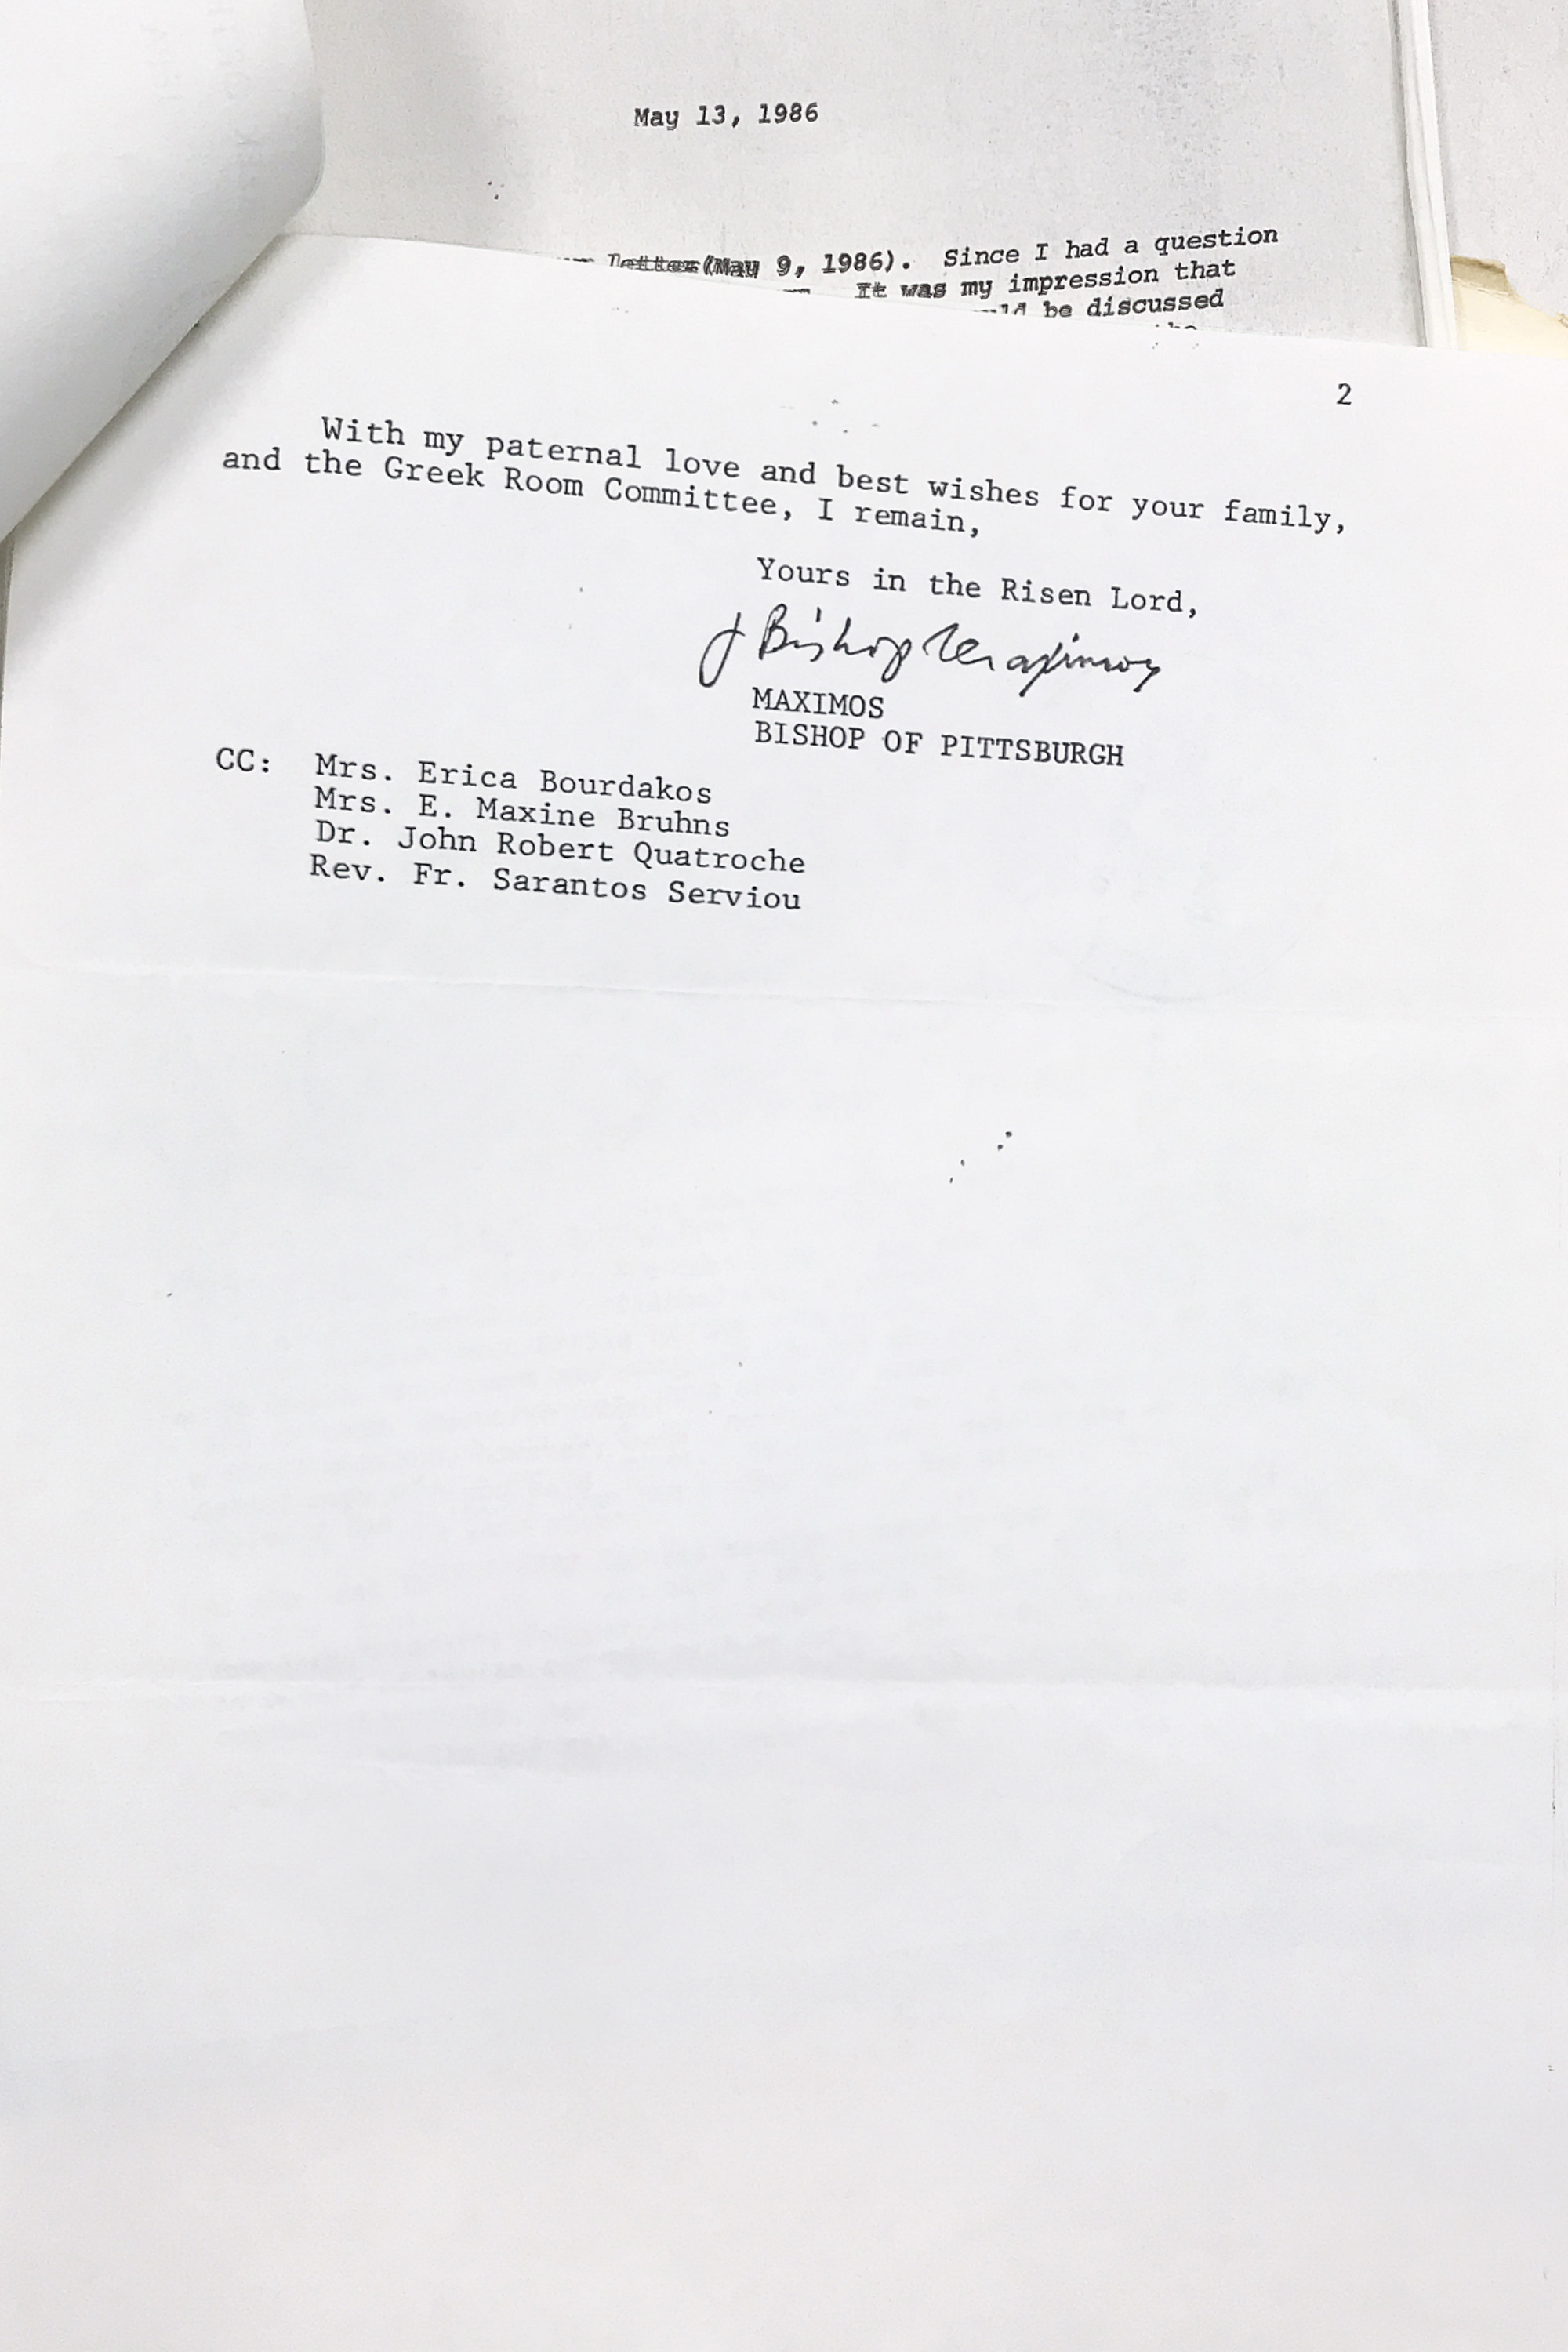 May 13, 1986
letter (May 9, 1986). Since I had a question
It was my impression that
be discussed
2
With my paternal love and best wishes for your family,
and the Greek Room Committee, I remain,
Yours in the Risen Lord,
Bishop Maximos
MAXIMOS
BISHOP OF PITTSBURGH
CC: Mrs. Erica Bourdakos
Mrs. E. Maxine Bruhns
Dr. John Robert Quatroche
Rev. Fr. Sarantos Serviou